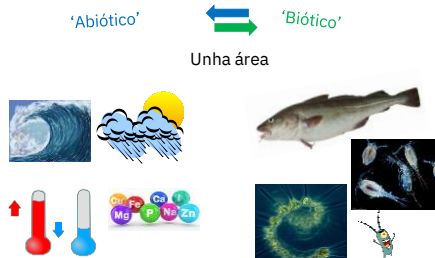 ‘Abiótico’
‘Biótico’
Unha área
Cu Fe Ca I
Mg P Na Zn